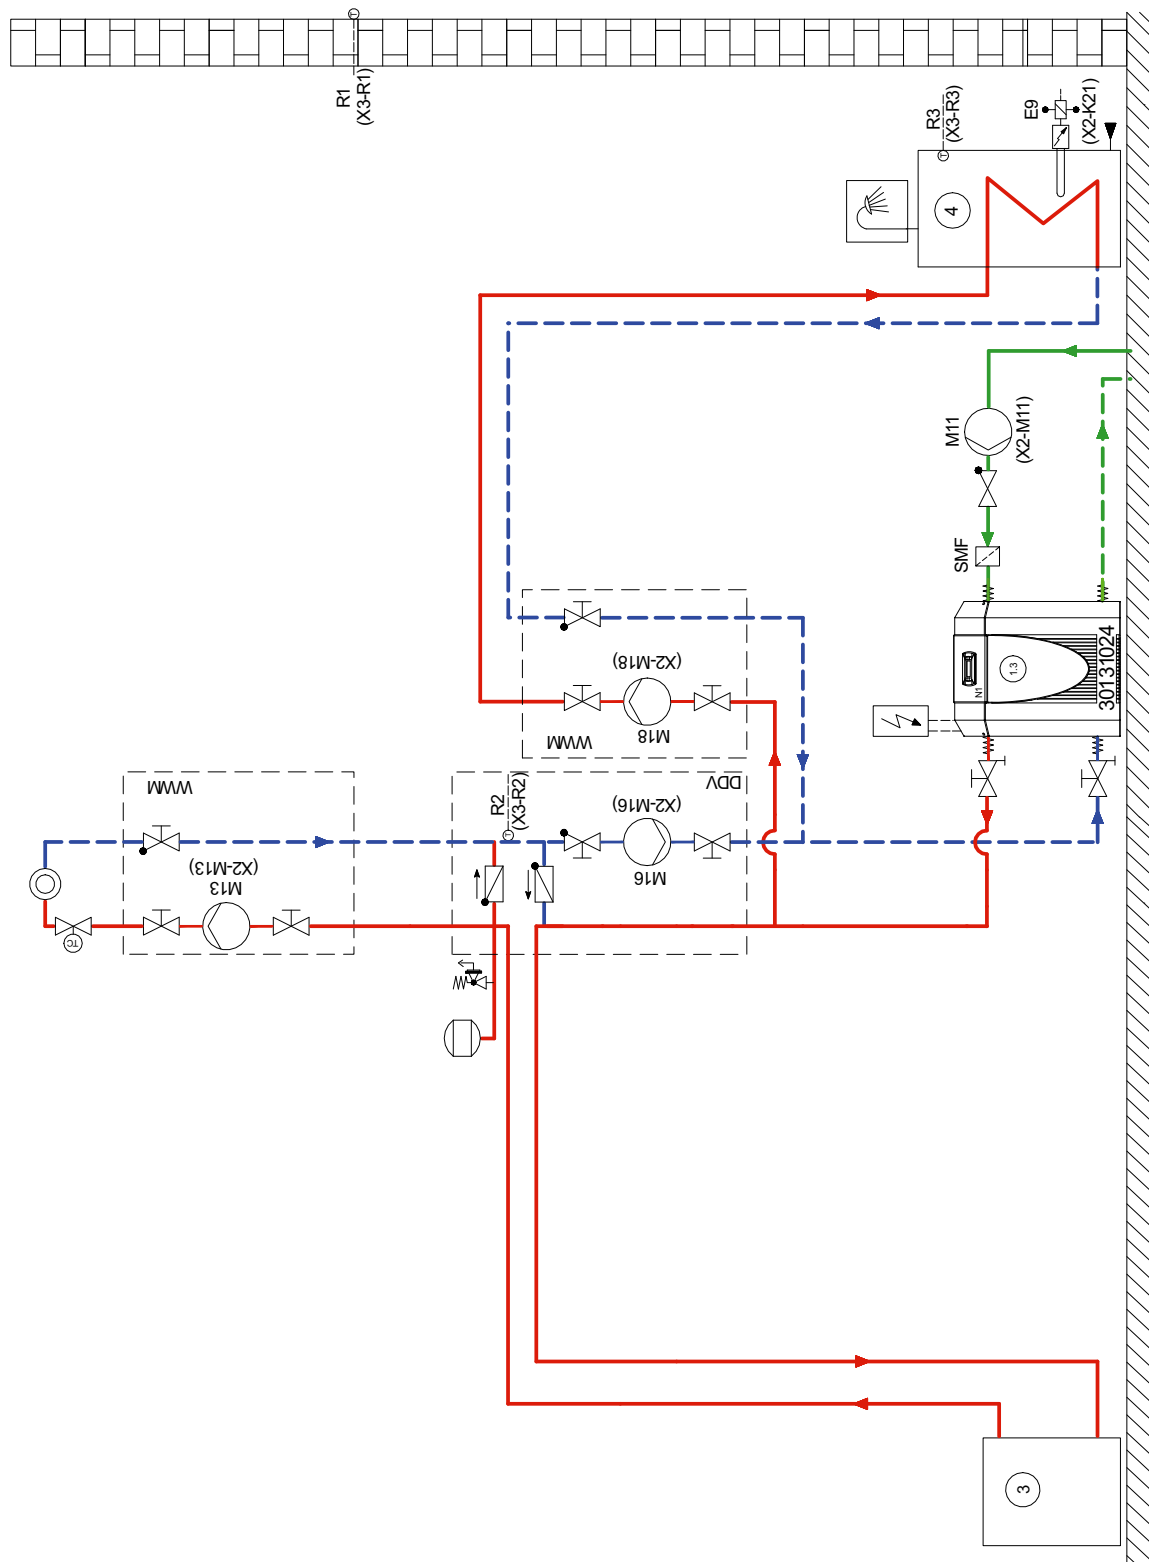 R1
(X3-R1)
R3
(X3-R3)
E9
(X2-K21)
4
M11
(X2-M11)
SMF
1.3
N1
30131024
WWM
M18
(X2-M18)
WWM
M13
(X2-M13)
TC
R2
(X3-R2)
DDV
M16
(X2-M16)
T
T
T
3